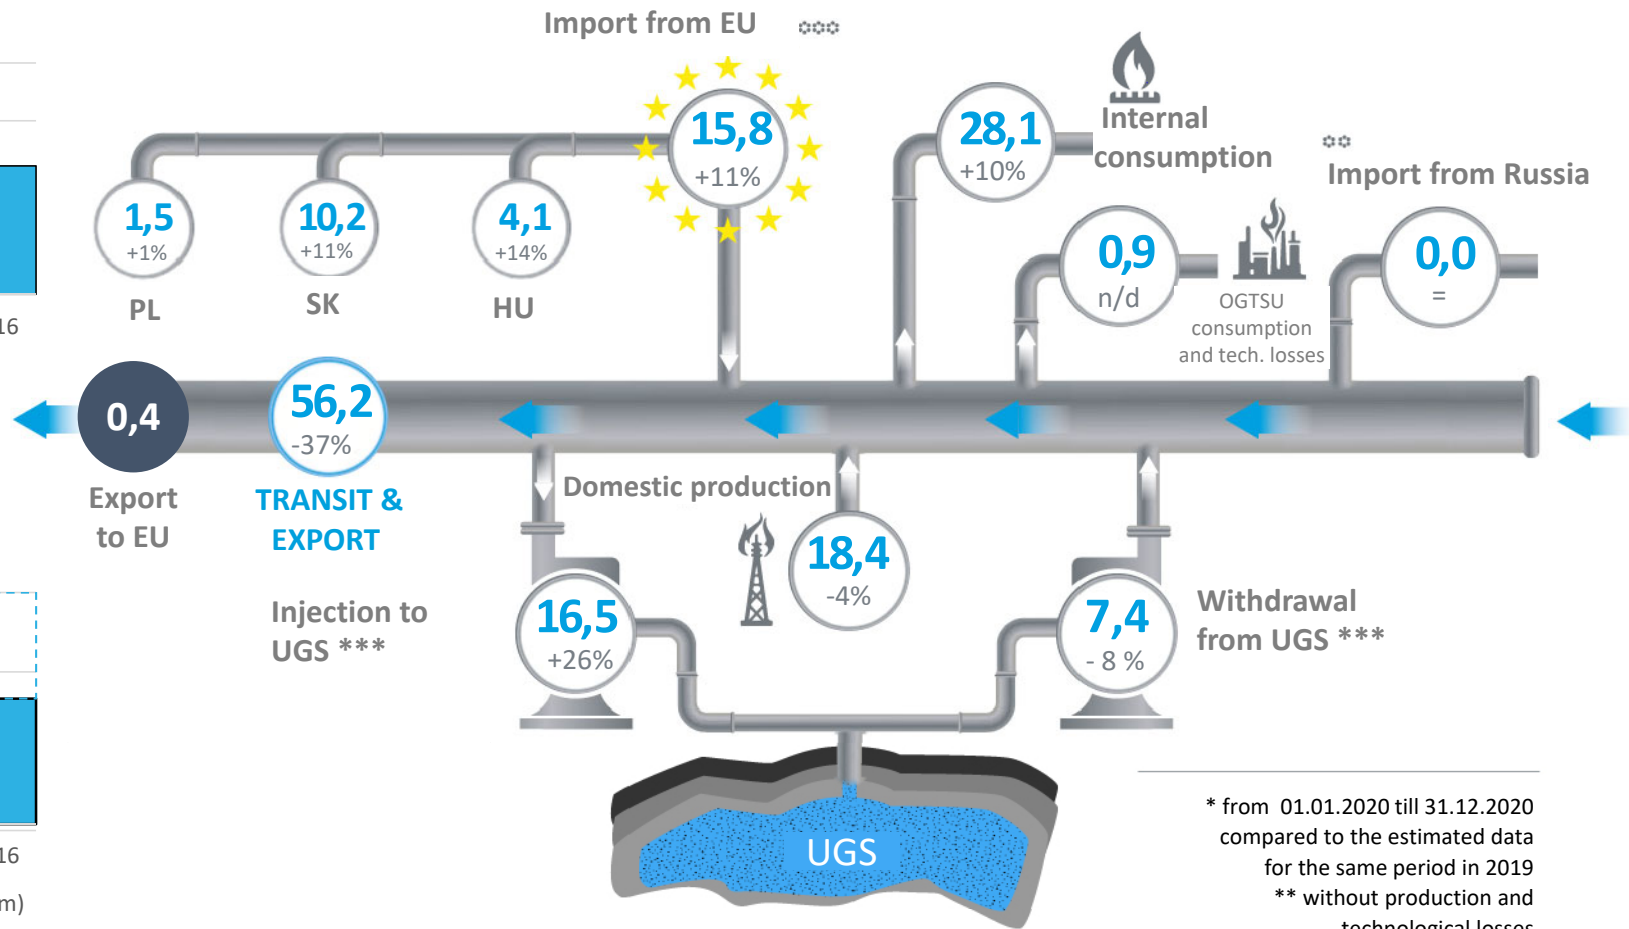 Import from EU
15,8
+11%
1,5
+1%
PL
10,2
+11%
SK
4,1
+14%
HU
28,1
+10%
Internal
consumption
0,9
n/d
OGTSU
consumption
and tech. losses
**
Import from Russia
0,0
=
16
0,4
Export
to EU
56,2
-37%
TRANSIT &
EXPORT
Domestic production
18,4
-4%
Injection to
UGS ***
16,5
+26%
7,4
- 8 %
Withdrawal
from UGS ***
UGS
16
m)
* from 01.01.2020 till 31.12.2020
compared to the estimated data
for the same period in 2019
** without production and
technological losses